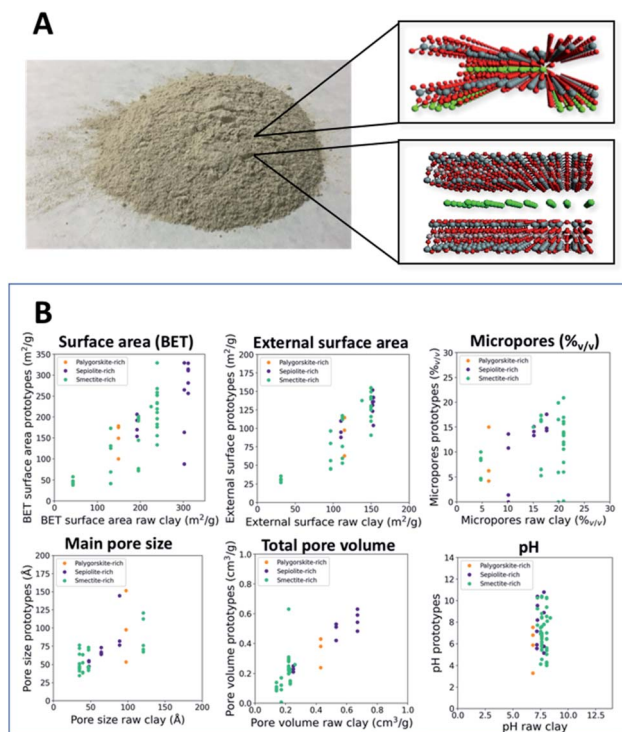 A
B
Surface area (BET)
BET surface area prototypes (m²/g)
350
300
250
200
150
100
50
0
Palygorskite-rich
Sepiolite-rich
Smectite-rich
0 100 200 300
BET surface area raw clay (m²/g)
External surface area
External surface prototypes (m²/g)
200
150
100
50
0
Palygorskite-rich
Sepiolite-rich
Smectite-rich
0 50 100 150 200
External surface raw clay (m²/g)
Micropores (%v/v)
Micropores prototypes (%v/v)
30
25
20
15
10
5
0
Palygorskite-rich
Sepiolite-rich
Smectite-rich
0 5 10 15 20 25 30
Micropores raw clay (%v/v)
Main pore size
Pore size prototypes (Å)
200
175
150
125
100
75
50
25
0
Palygorskite-rich
Sepiolite-rich
Smectite-rich
0 50 100 150 200
Pore size raw clay (Å)
Total pore volume
Pore volume prototypes (cm³/g)
1.0
0.8
0.6
0.4
0.2
0.0
Palygorskite-rich
Sepiolite-rich
Smectite-rich
0.0 0.2 0.4 0.6 0.8 1.0
Pore volume raw clay (cm³/g)
pH
pH prototypes
14
12
10
8
6
4
2
0
Palygorskite-rich
Sepiolite-rich
Smectite-rich
0.0 2.5 5.0 7.5 10.0 12.5
pH raw clay